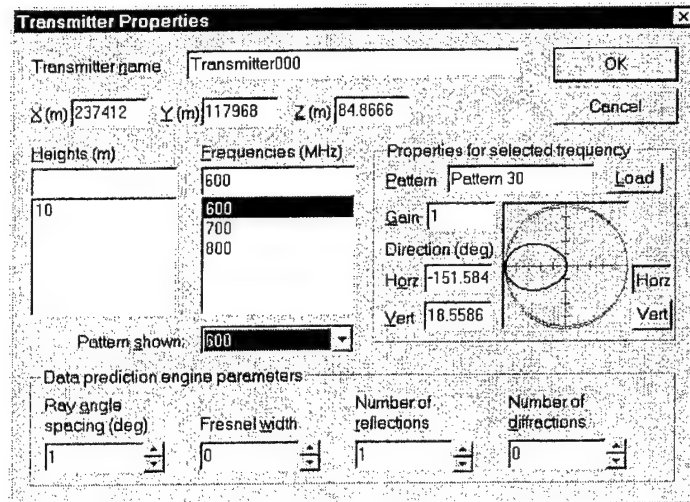 Transmitter Properties
Transmitter name Transmitter000 OK
X (m) 237412 Y (m) 117968 Z (m) 84.8666 Cancel
Heights (m) Frequencies (MHz) Properties for selected frequency
600 Pattern Pattern 30 Load
10 600 Gain 1
700
800 Direction (deg)
Horz -151.584 Horz
Vert 18.5586 Vert
Pattern shown: 600
Data prediction engine parameters
Ray angle spacing (deg) Fresnel width Number of reflections Number of diffractions
1 0 1 0